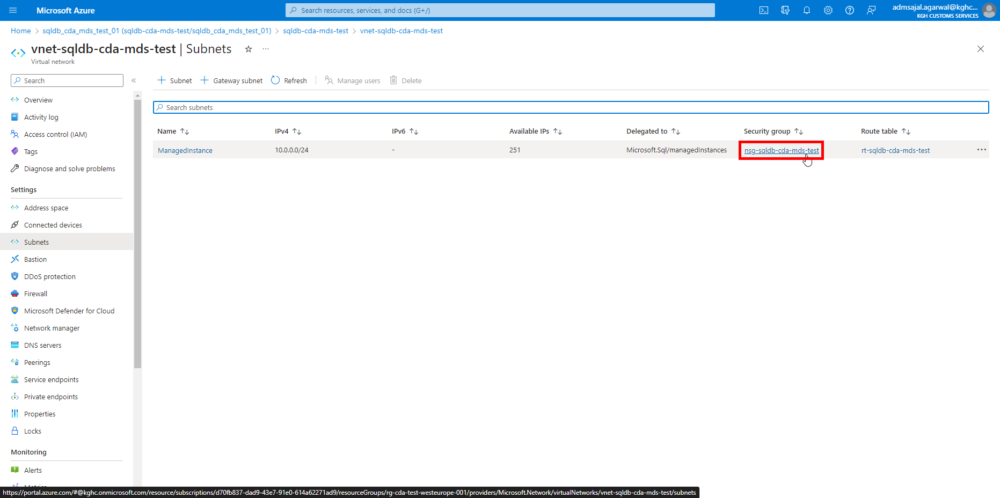 Microsoft Azure
Search resources, services, and docs (G+/)
admsajal.agarwal@kghc...
KGH CUSTOMS SERVICES
Home > sqldb_cda_mds_test_01 (sqldb-cda-mds-test/sqldb_cda_mds_test_01) > sqldb-cda-mds-test > vnet-sqldb-cda-mds-test
vnet-sqldb-cda-mds-test | Subnets
Virtual network
Search
Subnet
Gateway subnet
Refresh
Manage users
Delete
Overview
Activity log
Access control (IAM)
Tags
Diagnose and solve problems
Settings
Address space
Connected devices
Subnets
Bastion
DDoS protection
Firewall
Microsoft Defender for Cloud
Network manager
DNS servers
Peerings
Service endpoints
Private endpoints
Properties
Locks
Monitoring
Alerts
Metrics
Search subnets
Name IPv4 IPv6 Available IPs Delegated to Security group Route table
ManagedInstance 10.0.0.0/24 - 251 Microsoft.Sql/managedInstances nsg-sqldb-cda-mds-test rt-sqldb-cda-mds-test
https://portal.azure.com/#@kghc.onmicrosoft.com/resource/subscriptions/d70fb837-dad9-43e7-91e0-614a62271ad9/resourceGroups/rg-cda-test-westeurope-001/providers/Microsoft.Network/virtualNetworks/vnet-sqldb-cda-mds-test/subnets